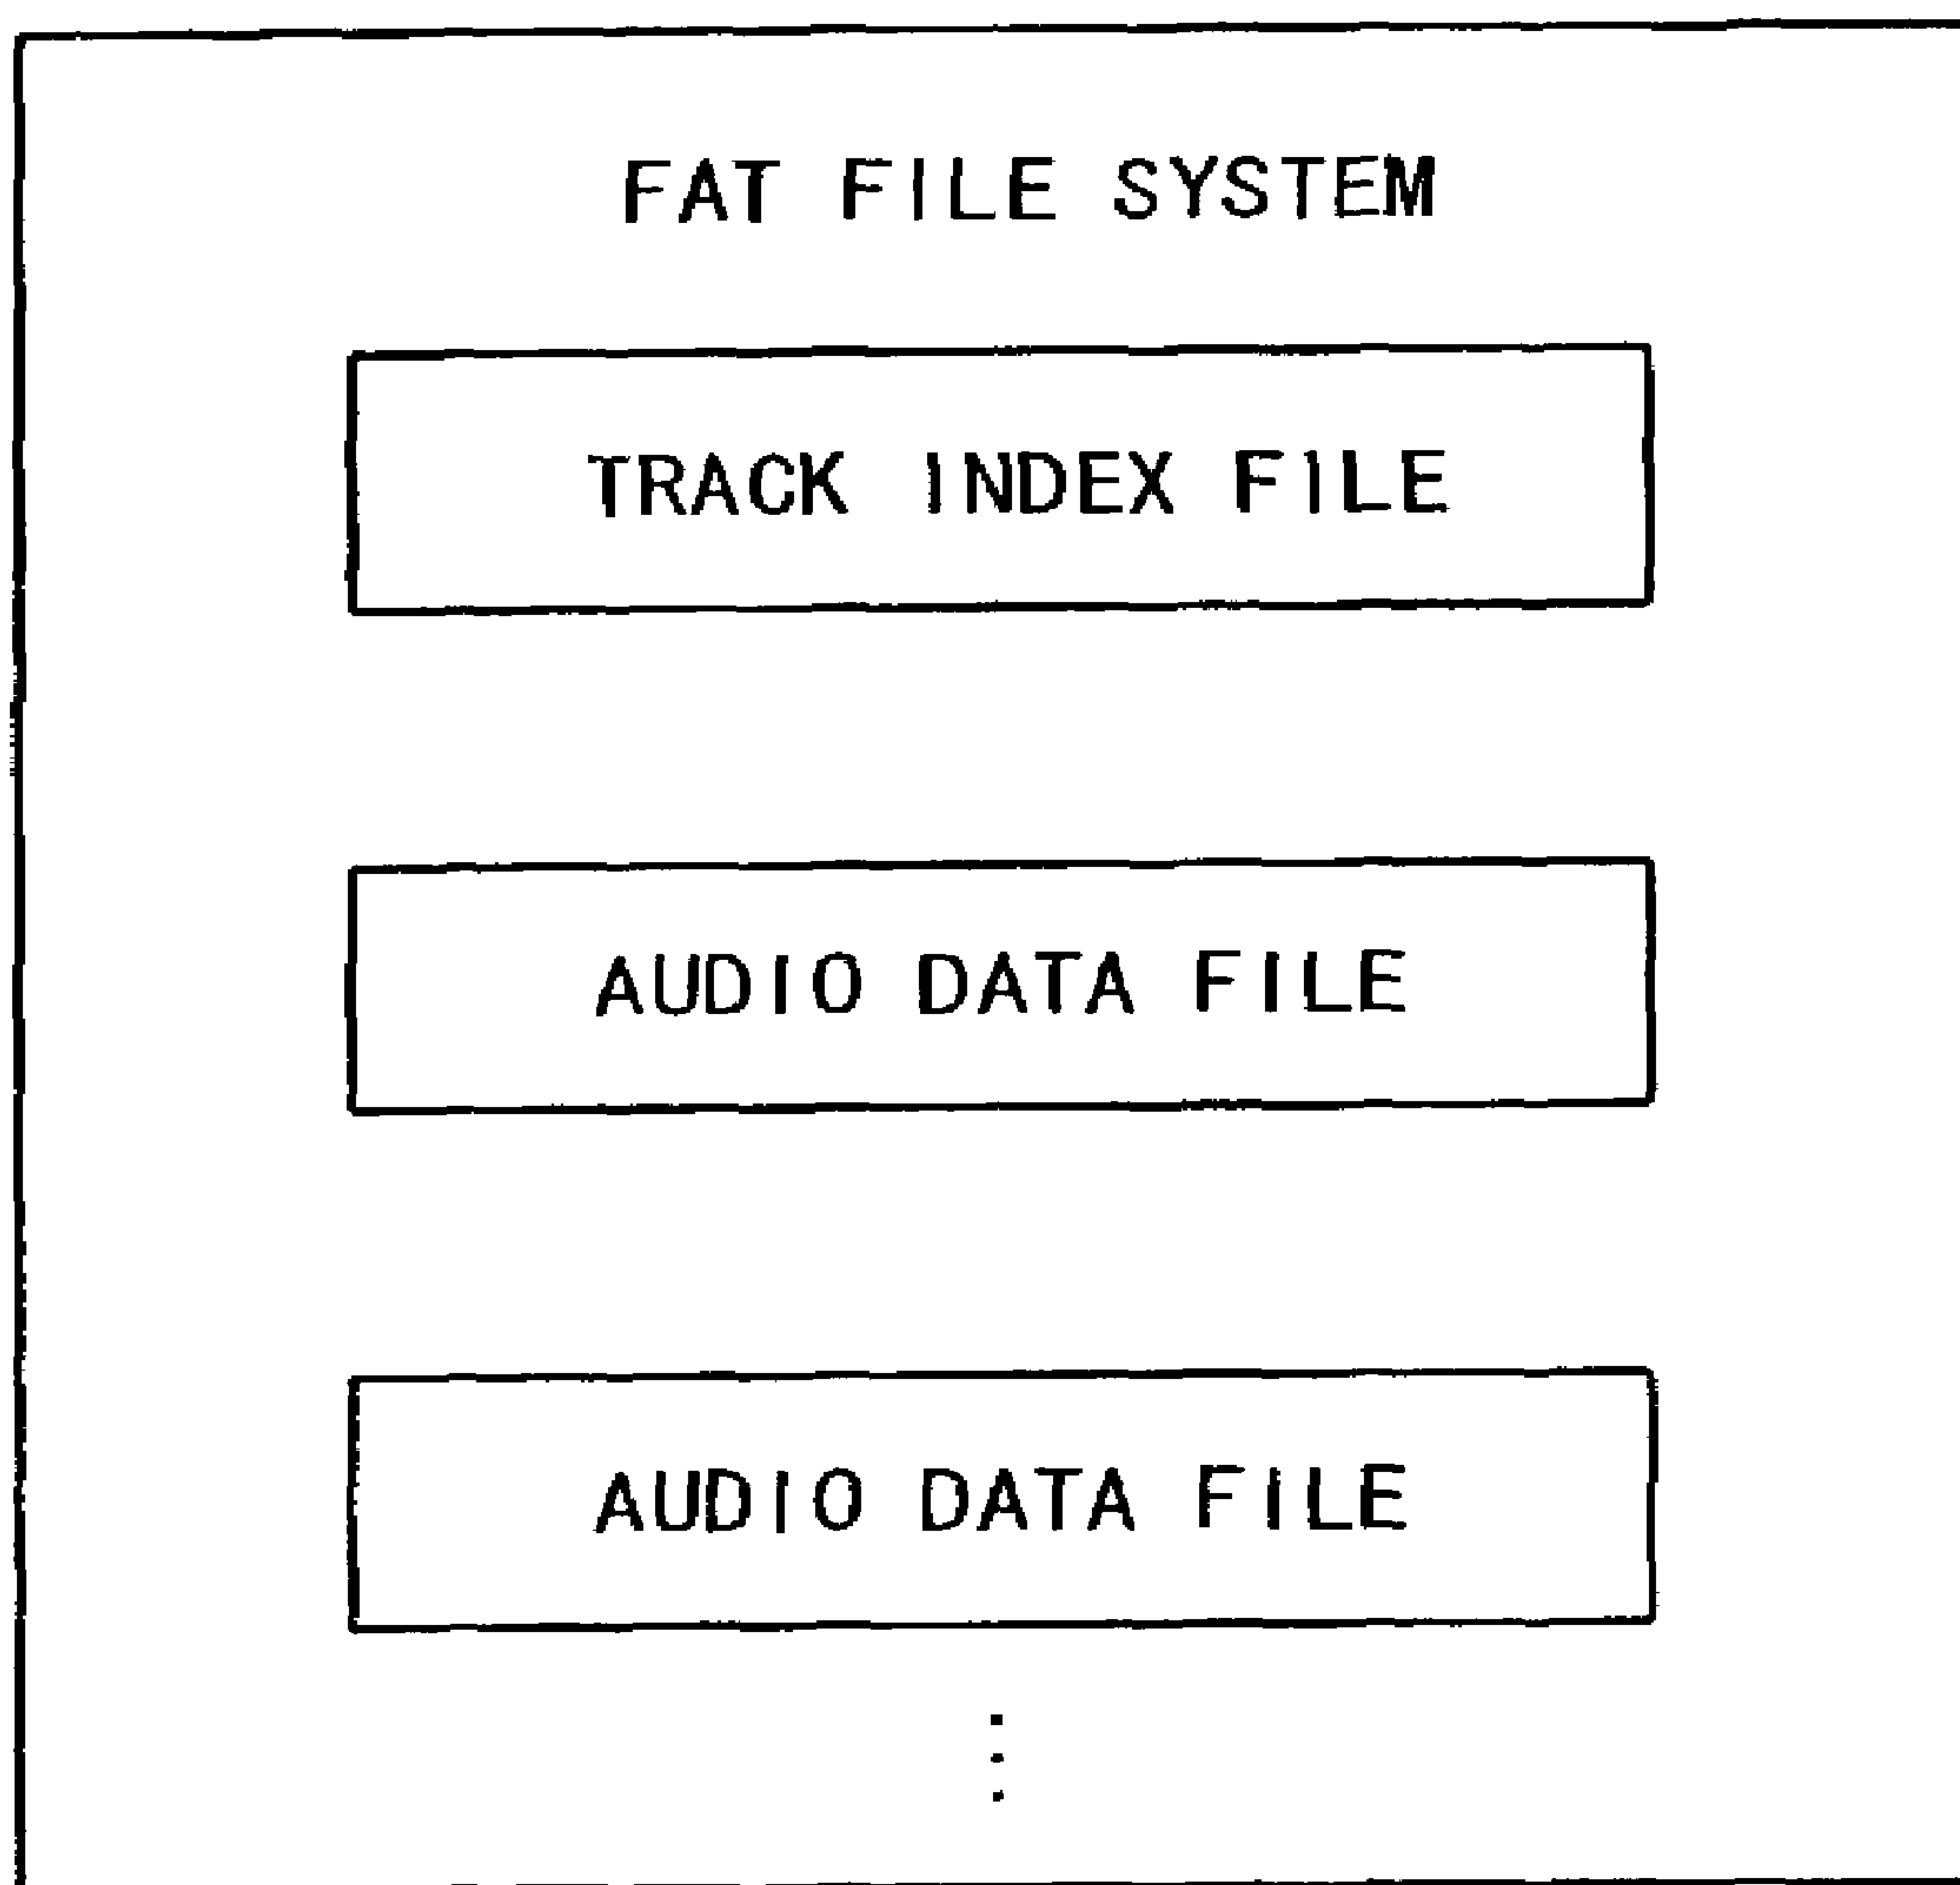 FAT FILE SYSTEM
TRACK INDEX FILE
AUDIO DATA FILE
AUDIO DATA FILE